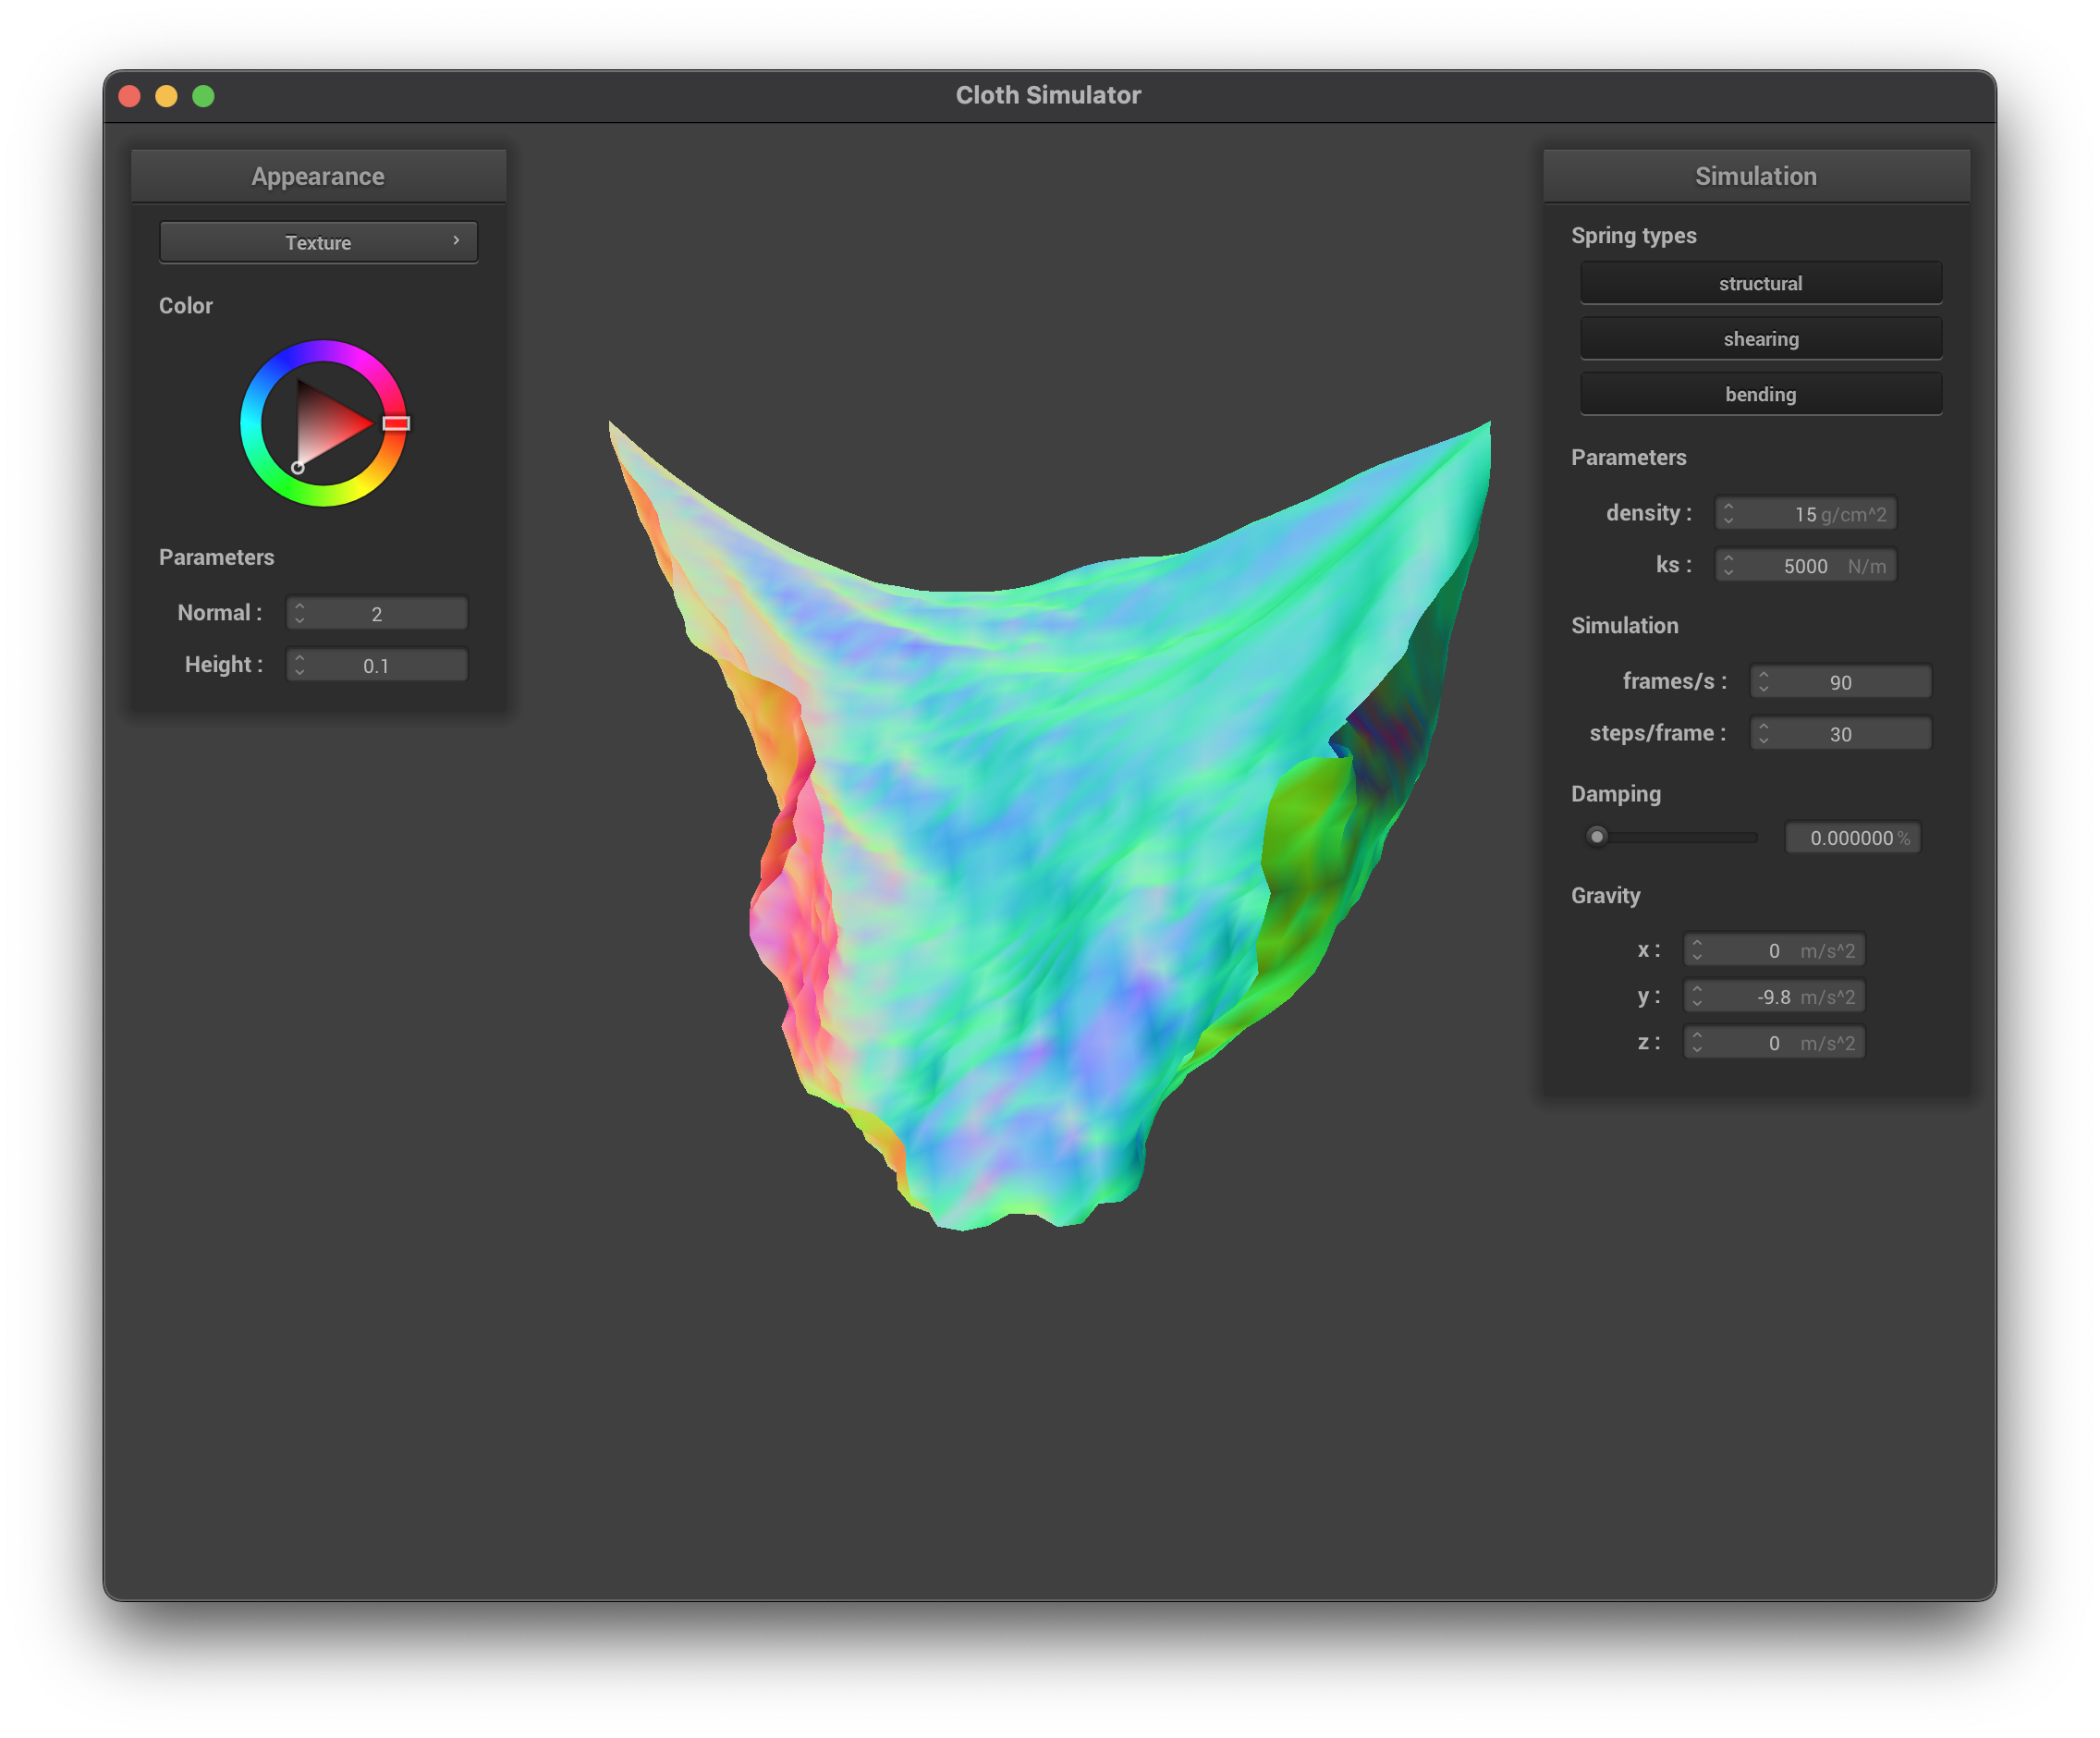 Cloth Simulator
Appearance
Texture
Color
Parameters
Normal : 2
Height : 0.1
Simulation
Spring types
structural
shearing
bending
Parameters
density : 15 g/cm^2
ks : 5000 N/m
Simulation
frames/s : 90
steps/frame : 30
Damping
0.000000 %
Gravity
x : 0 m/s^2
y : -9.8 m/s^2
z : 0 m/s^2